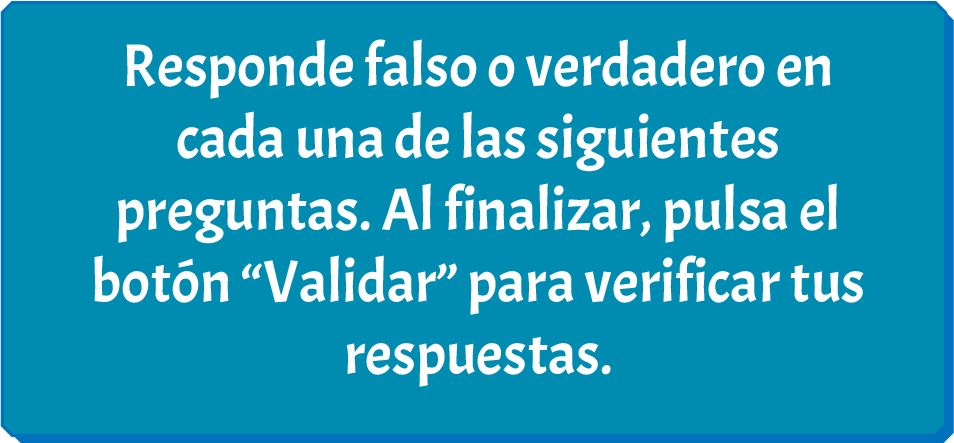 Responde falso o verdadero en
cada una de las siguientes
preguntas. Al finalizar, pulsa el
botón “Validar” para verificar tus
respuestas.